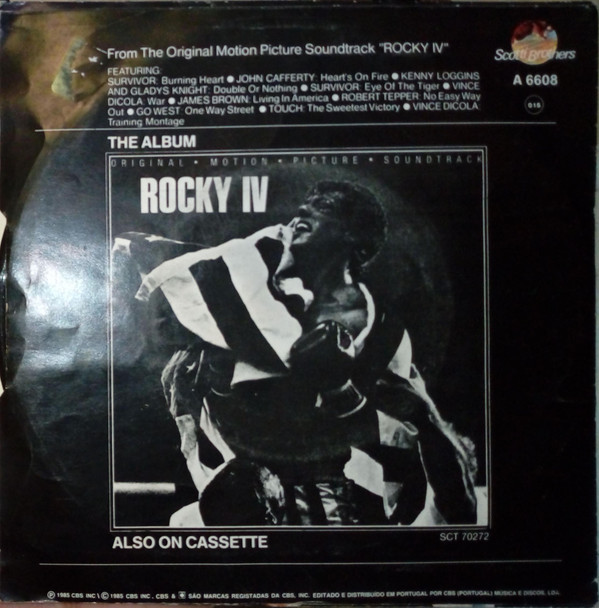 From The Original Motion Picture Soundtrack "ROCKY IV"
Scotti Brothers
A 6608
016
FEATURING:
SURVIVOR: Burning Heart ● JOHN CAFFERTY: Heart's On Fire ● KENNY LOGGINS
AND GLADYS KNIGHT: Double Or Nothing ● SURVIVOR: Eye Of The Tiger ● VINCE
DICOLA: War ● JAMES BROWN: Living In America ● ROBERT TEPPER: No Easy Way
Out ● GO WEST: One Way Street ● TOUCH: The Sweetest Victory ● VINCE DICOLA:
Training Montage
THE ALBUM
ORIGINAL • MOTION • PICTURE • SOUNDTRACK
ROCKY IV
ALSO ON CASSETTE
SCT 70272
Ⓟ 1985 CBS INC \ © 1985 CBS INC. CBS & SÃO MARCAS REGISTADAS DA CBS, INC. EDITADO E DISTRIBUÍDO EM PORTUGAL POR CBS (PORTUGAL) MÚSICA E DISCOS, LDA.